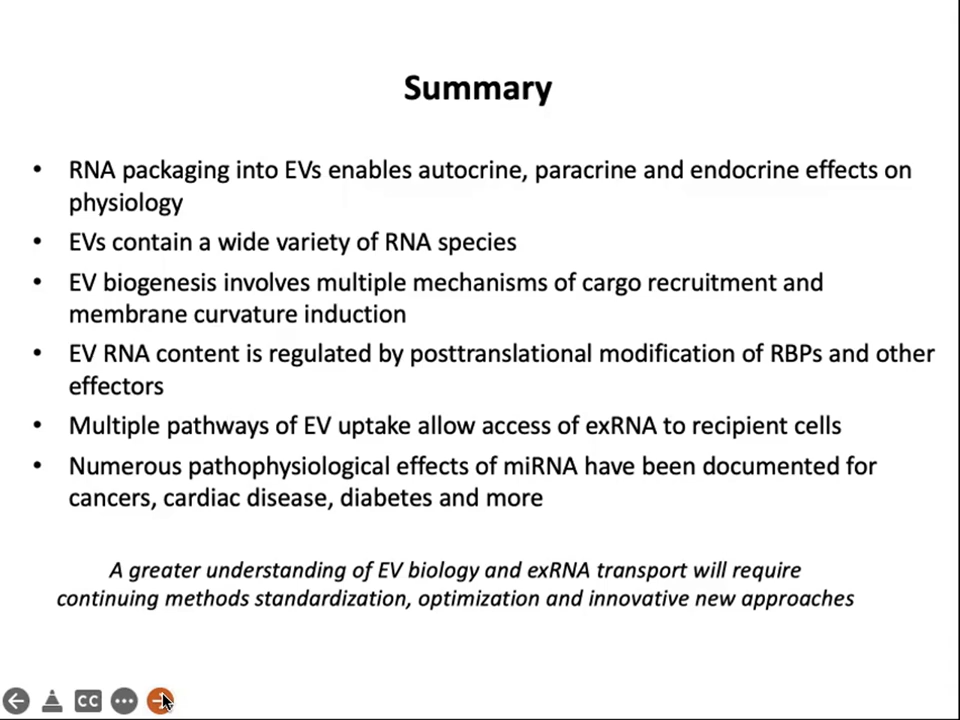 Summary
• RNA packaging into EVs enables autocrine, paracrine and endocrine effects on
physiology
• EVs contain a wide variety of RNA species
• EV biogenesis involves multiple mechanisms of cargo recruitment and
membrane curvature induction
• EV RNA content is regulated by posttranslational modification of RBPs and other
effectors
• Multiple pathways of EV uptake allow access of exRNA to recipient cells
• Numerous pathophysiological effects of miRNA have been documented for
cancers, cardiac disease, diabetes and more
A greater understanding of EV biology and exRNA transport will require
continuing methods standardization, optimization and innovative new approaches
CC